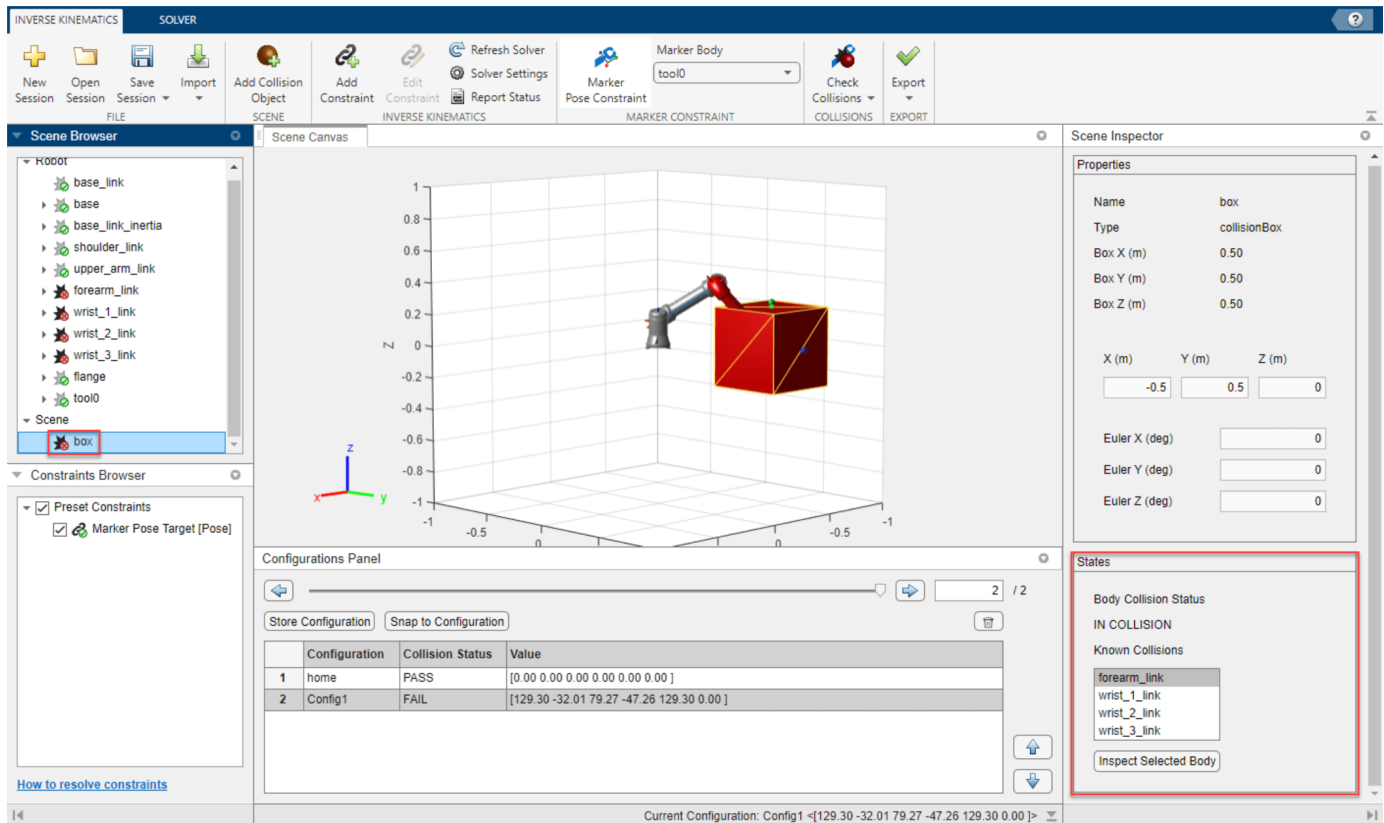 INVERSE KINEMATICS SOLVER
New Session
Open Session
Save Session
Import
FILE
Add Collision Object
SCENE
Add Constraint
Edit Constraint
Refresh Solver
Solver Settings
Report Status
INVERSE KINEMATICS
Marker Pose Constraint
Marker Body
tool0
MARKER CONSTRAINT
Check Collisions
COLLISIONS
Export
EXPORT
Scene Browser
Robot
base_link
base
base_link_inertia
shoulder_link
upper_arm_link
forearm_link
wrist_1_link
wrist_2_link
wrist_3_link
flange
tool0
Scene
box
Constraints Browser
Preset Constraints
Marker Pose Target [Pose]
How to resolve constraints
Scene Canvas
1
0.8
0.6
0.4
0.2
Z 0
-0.2
-0.4
-0.6
-0.8
-1
-1 -0.5 0 0 -0.5 -1
z
x y
Configurations Panel
2 / 2
Store Configuration Snap to Configuration
Configuration Collision Status Value
1 home PASS [0.00 0.00 0.00 0.00 0.00 0.00 ]
2 Config1 FAIL [129.30 -32.01 79.27 -47.26 129.30 0.00 ]
Scene Inspector
Properties
Name box
Type collisionBox
Box X (m) 0.50
Box Y (m) 0.50
Box Z (m) 0.50
X (m) Y (m) Z (m)
-0.5 0.5 0
Euler X (deg) 0
Euler Y (deg) 0
Euler Z (deg) 0
States
Body Collision Status
IN COLLISION
Known Collisions
forearm_link
wrist_1_link
wrist_2_link
wrist_3_link
Inspect Selected Body
Current Configuration: Config1 <[129.30 -32.01 79.27 -47.26 129.30 0.00 ]>